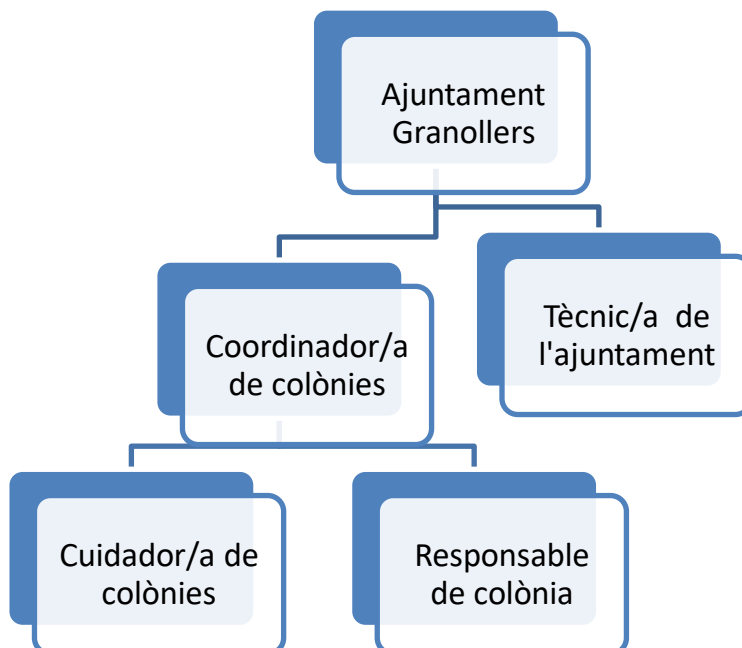 Ajuntament
Granollers
Coordinador/a
de colònies
Tècnic/a de
l'ajuntament
Cuidador/a de
colònies
Responsable
de colònia